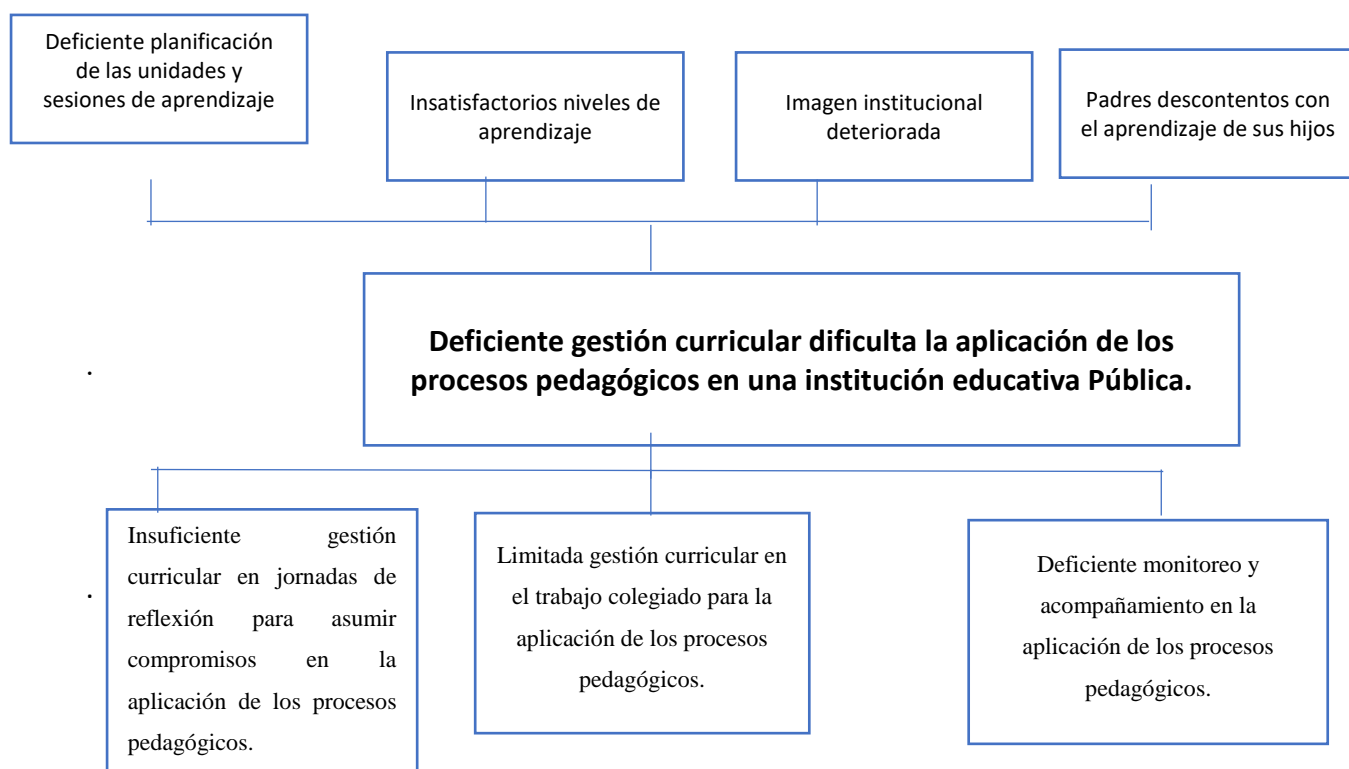 Deficiente planificación
de las unidades y
sesiones de aprendizaje
Insatisfactorios niveles de
aprendizaje
Imagen institucional
deteriorada
Padres descontentos con
el aprendizaje de sus hijos
Deficiente gestión curricular dificulta la aplicación de los
procesos pedagógicos en una institución educativa Pública.
.
.
Insuficiente gestión
curricular en jornadas de
reflexión para asumir
compromisos en la
aplicación de los procesos
pedagógicos.
Limitada gestión curricular en
el trabajo colegiado para la
aplicación de los procesos
pedagógicos.
Deficiente monitoreo y
acompañamiento en la
aplicación de los procesos
pedagógicos.